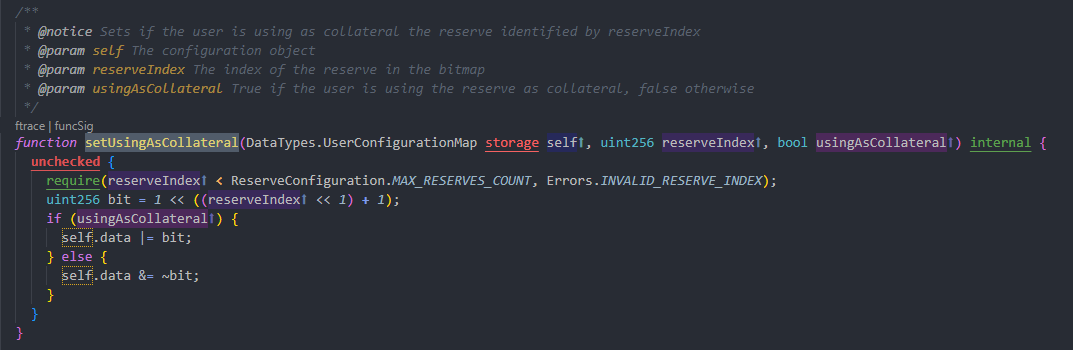 /**
 * @notice Sets if the user is using as collateral the reserve identified by reserveIndex
 * @param self The configuration object
 * @param reserveIndex The index of the reserve in the bitmap
 * @param usingAsCollateral True if the user is using the reserve as collateral, false otherwise
 */
ftrace | funcSig
function setUsingAsCollateral(DataTypes.UserConfigurationMap storage self↑, uint256 reserveIndex↑, bool usingAsCollateral↑) internal {
  unchecked {
    require(reserveIndex↑ < ReserveConfiguration.MAX_RESERVES_COUNT, Errors.INVALID_RESERVE_INDEX);
    uint256 bit = 1 << ((reserveIndex↑ << 1) + 1);
    if (usingAsCollateral↑) {
      self.data |= bit;
    } else {
      self.data &= ~bit;
    }
  }
}